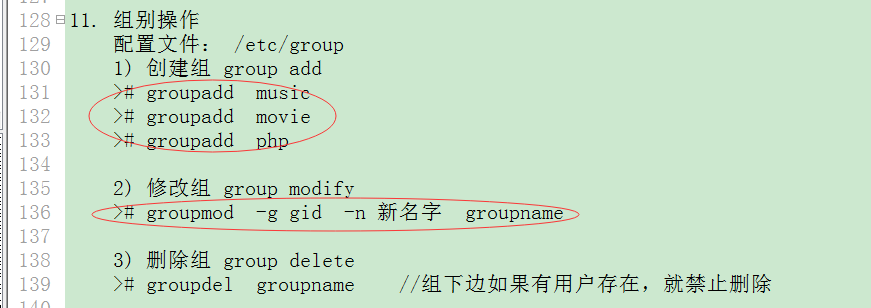 128 11. 组别操作
129 配置文件： /etc/group
130 1) 创建组 group add
131 ># groupadd  music
132 ># groupadd  movie
133 ># groupadd  php
134
135 2) 修改组 group modify
136 ># groupmod  -g gid  -n 新名字  groupname
137
138 3) 删除组 group delete
139 ># groupdel  groupname   //组下边如果有用户存在，就禁止删除